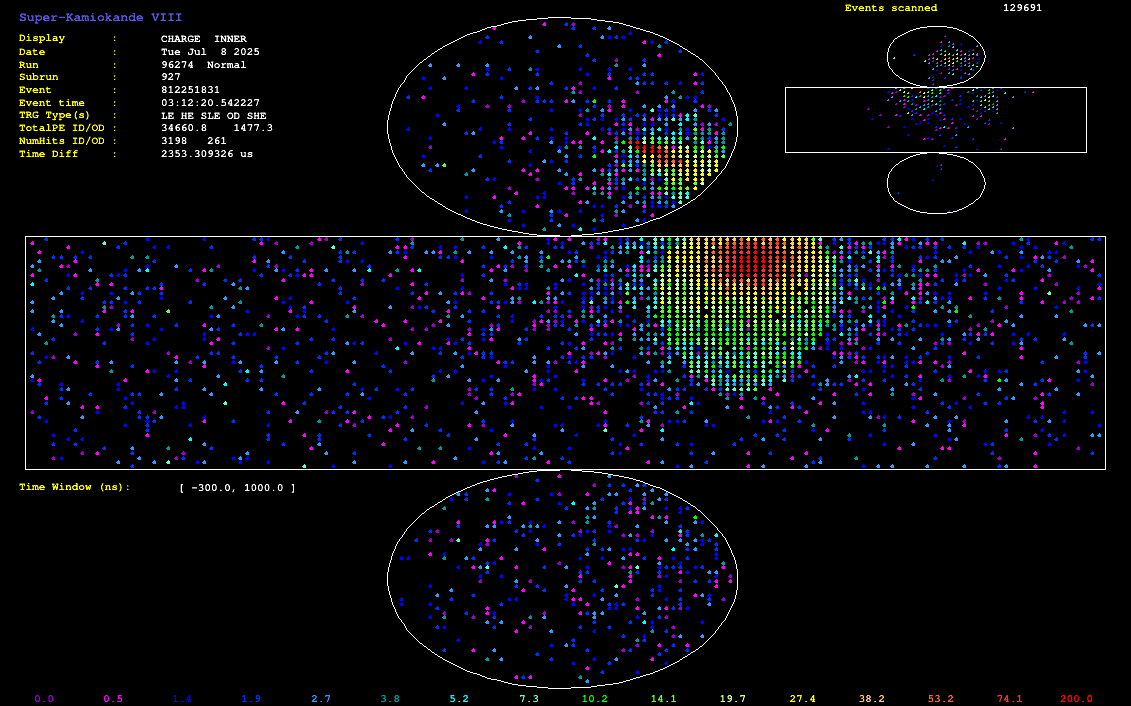 Super-Kamiokande VIII
Events scanned 129691
Display : CHARGE INNER
Date : Tue Jul 8 2025
Run : 96274 Normal
Subrun : 927
Event : 812251831
Event time : 03:12:20.542227
TRG Type(s) : LE HE SLE OD SHE
TotalPE ID/OD : 34660.8 1477.3
NumHits ID/OD : 3198 261
Time Diff : 2353.309326 us
Time Window (ns): [ -300.0, 1000.0 ]
0.0 0.5 1.4 1.9 2.7 3.8 5.2 7.3 10.2 14.1 19.7 27.4 38.2 53.2 74.1 200.0